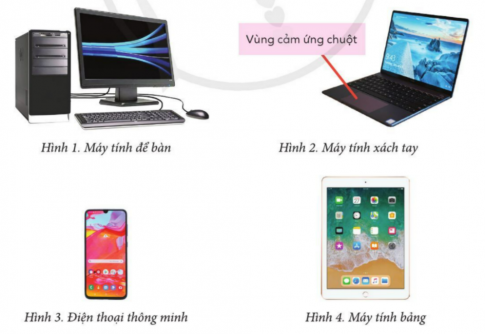 Vùng cảm ứng chuột
Hình 1. Máy tính để bàn
Hình 2. Máy tính xách tay
Hình 3. Điện thoại thông minh
Hình 4. Máy tính bảng